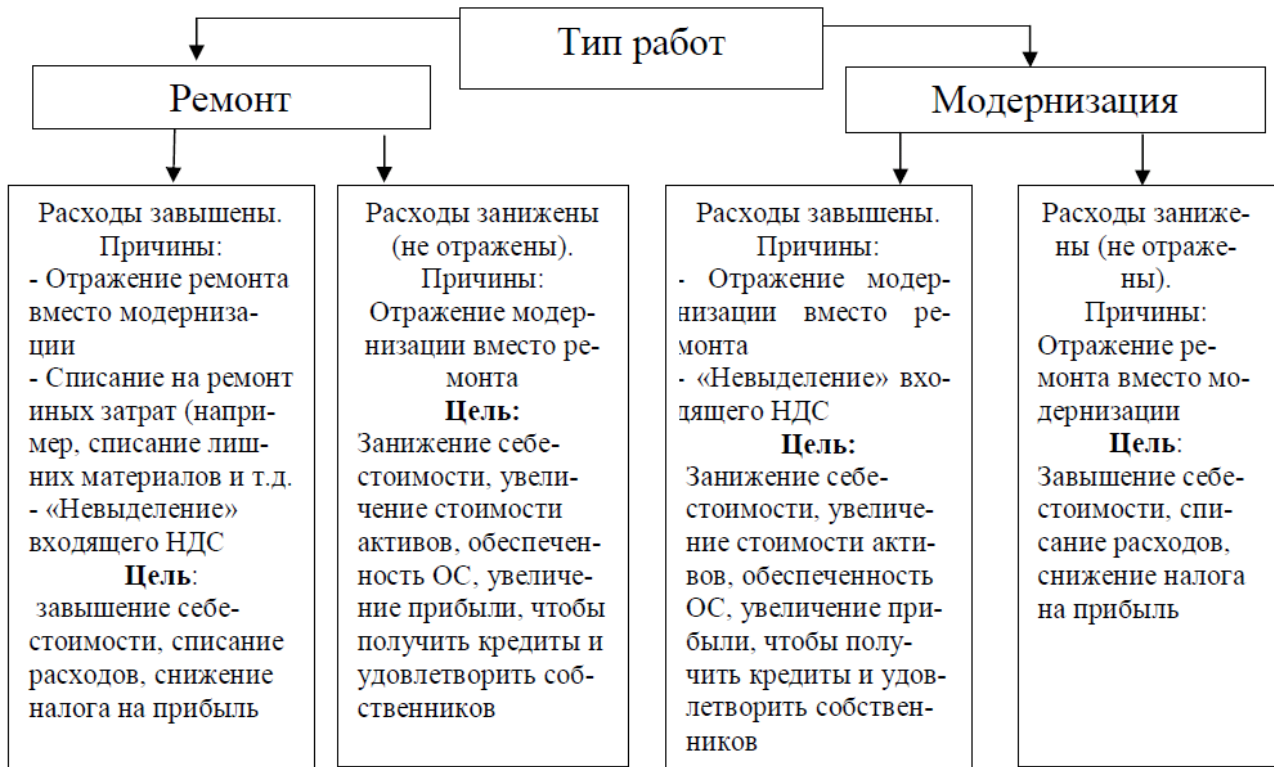 Тип работ
Ремонт
Модернизация
Расходы завышены.
Причины:
- Отражение ремонта
вместо модерниза-
ции
- Списание на ремонт
иных затрат (напри-
мер, списание лиш-
них материалов и т.д.
- «Невыделение»
входящего НДС
Цель:
завышение себе-
стоимости, списание
расходов, снижение
налога на прибыль
Расходы занижены
(не отражены).
Причины:
Отражение модер-
низации вместо ре-
монта
Цель:
Занижение себе-
стоимости, увели-
чение стоимости
активов, обеспечен-
ность ОС, увеличе-
ние прибыли, чтобы
получить кредиты и
удовлетворить соб-
ственников
Расходы завышены.
Причины:
- Отражение модер-
низации вместо ре-
монта
- «Невыделение» вхо-
дящего НДС
Цель:
Занижение себе-
стоимости, увеличе-
ние стоимости акти-
вов, обеспеченность
ОС, увеличение при-
были, чтобы полу-
чить кредиты и удов-
летворить собствен-
ников
Расходы заниже-
ны (не отраже-
ны).
Причины:
Отражение ре-
монта вместо мо-
дернизации
Цель:
Завышение себе-
стоимости, спи-
сание расходов,
снижение налога
на прибыль